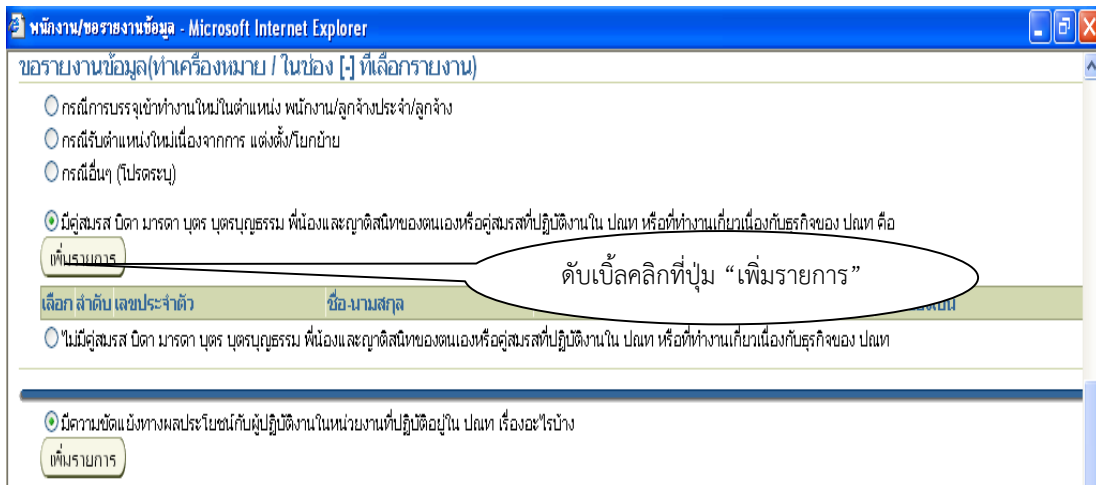 พนักงาน/ขอรายงานข้อมูล - Microsoft Internet Explorer
ขอรายงานข้อมูล(ทำเครื่องหมาย / ในช่อง [-] ที่เลือกรายงาน)
กรณีการบรรจุเข้าทำงานใหม่ในตำแหน่ง พนักงาน/ลูกจ้างประจำ/ลูกจ้าง
กรณีรับตำแหน่งใหม่เนื่องจากการ แต่งตั้ง/โยกย้าย
กรณีอื่นๆ (โปรดระบุ)
มีคู่สมรส บิดา มารดา บุตร บุตรบุญธรรม พี่น้องและญาติสนิทของตนเองหรือคู่สมรสที่ปฏิบัติงานใน ปณท หรือที่ทำงานเกี่ยวเนื่องกับธุรกิจของ ปณท คือ
เพิ่มรายการ
ดับเบิ้ลคลิกที่ปุ่ม “เพิ่มรายการ”
เลือก ลำดับ เลขประจำตัว ชื่อ-นามสกุล
ไม่มีคู่สมรส บิดา มารดา บุตร บุตรบุญธรรม พี่น้องและญาติสนิทของตนเองหรือคู่สมรสที่ปฏิบัติงานใน ปณท หรือที่ทำงานเกี่ยวเนื่องกับธุรกิจของ ปณท
มีความขัดแย้งทางผลประโยชน์กับผู้ปฏิบัติงานในหน่วยงานที่ปฏิบัติอยู่ใน ปณท เรื่องอะไรบ้าง
เพิ่มรายการ